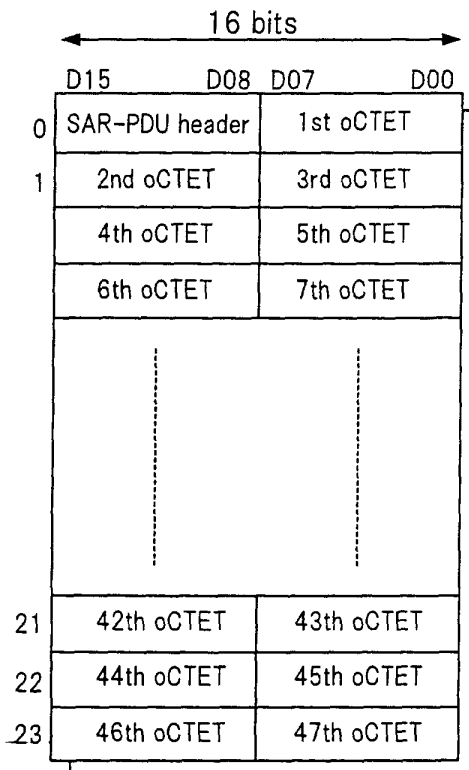 16 bits
D15 D08 D07 D00
0 SAR-PDU header 1st oCTET
1 2nd oCTET 3rd oCTET
4th oCTET 5th oCTET
6th oCTET 7th oCTET
21 42th oCTET 43th oCTET
22 44th oCTET 45th oCTET
23 46th oCTET 47th oCTET